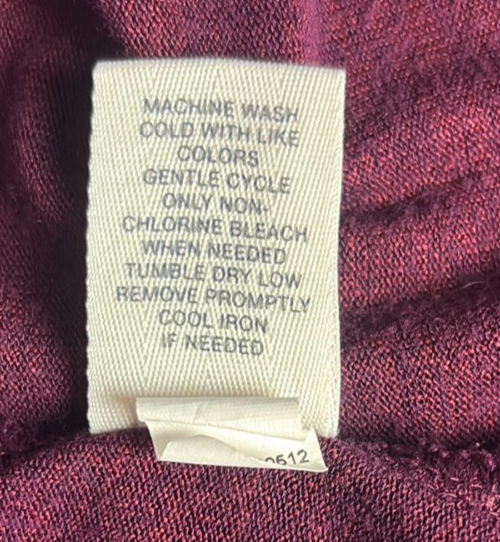 MACHINE WASH
COLD WITH LIKE
COLORS
GENTLE CYCLE
ONLY NON-
CHLORINE BLEACH
WHEN NEEDED
TUMBLE DRY LOW
REMOVE PROMPTLY
COOL IRON
IF NEEDED